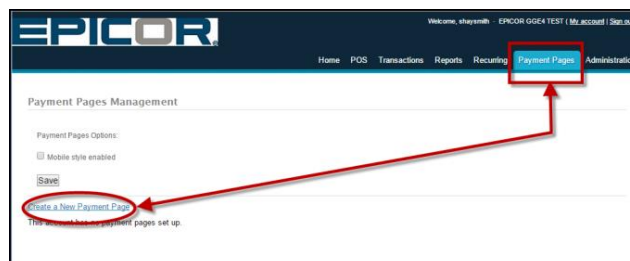 EPICOR
Welcome, shaysmith - EPICOR GGE4 TEST ( My account | Sign out
Home POS Transactions Reports Recurring Payment Pages Administration
Payment Pages Management
Payment Pages Options:
Mobile style enabled
Save
Create a New Payment Page
This account has no payment pages set up.